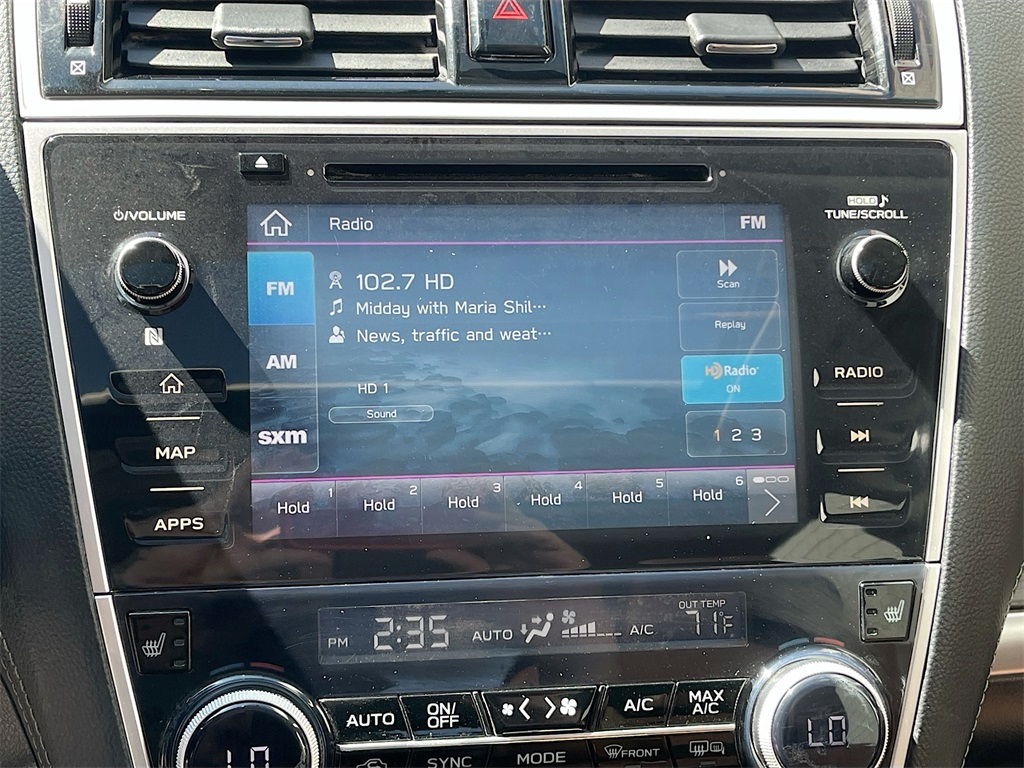 ⏻/VOLUME
HOLD
TUNE/SCROLL
Radio
FM
FM
AM
sxm
102.7 HD
Midday with Maria Shil···
News, traffic and weat···
HD 1
Sound
Scan
Replay
HD Radio
ON
1 2 3
Hold 1
Hold 2
Hold 3
Hold 4
Hold 5
Hold 6
N
MAP
APPS
RADIO
PM 2:35 AUTO A/C OUT TEMP 71°F
AUTO
ON/
OFF
A/C
MAX
A/C
LO
LO
SYNC
MODE
FRONT